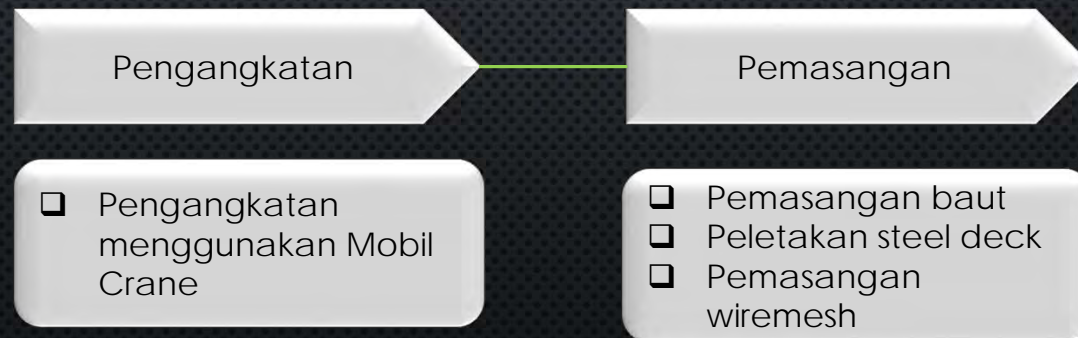 Pengangkatan
Pemasangan
❑ Pengangkatan
menggunakan Mobil
Crane
❑ Pemasangan baut
❑ Peletakan steel deck
❑ Pemasangan
wiremesh